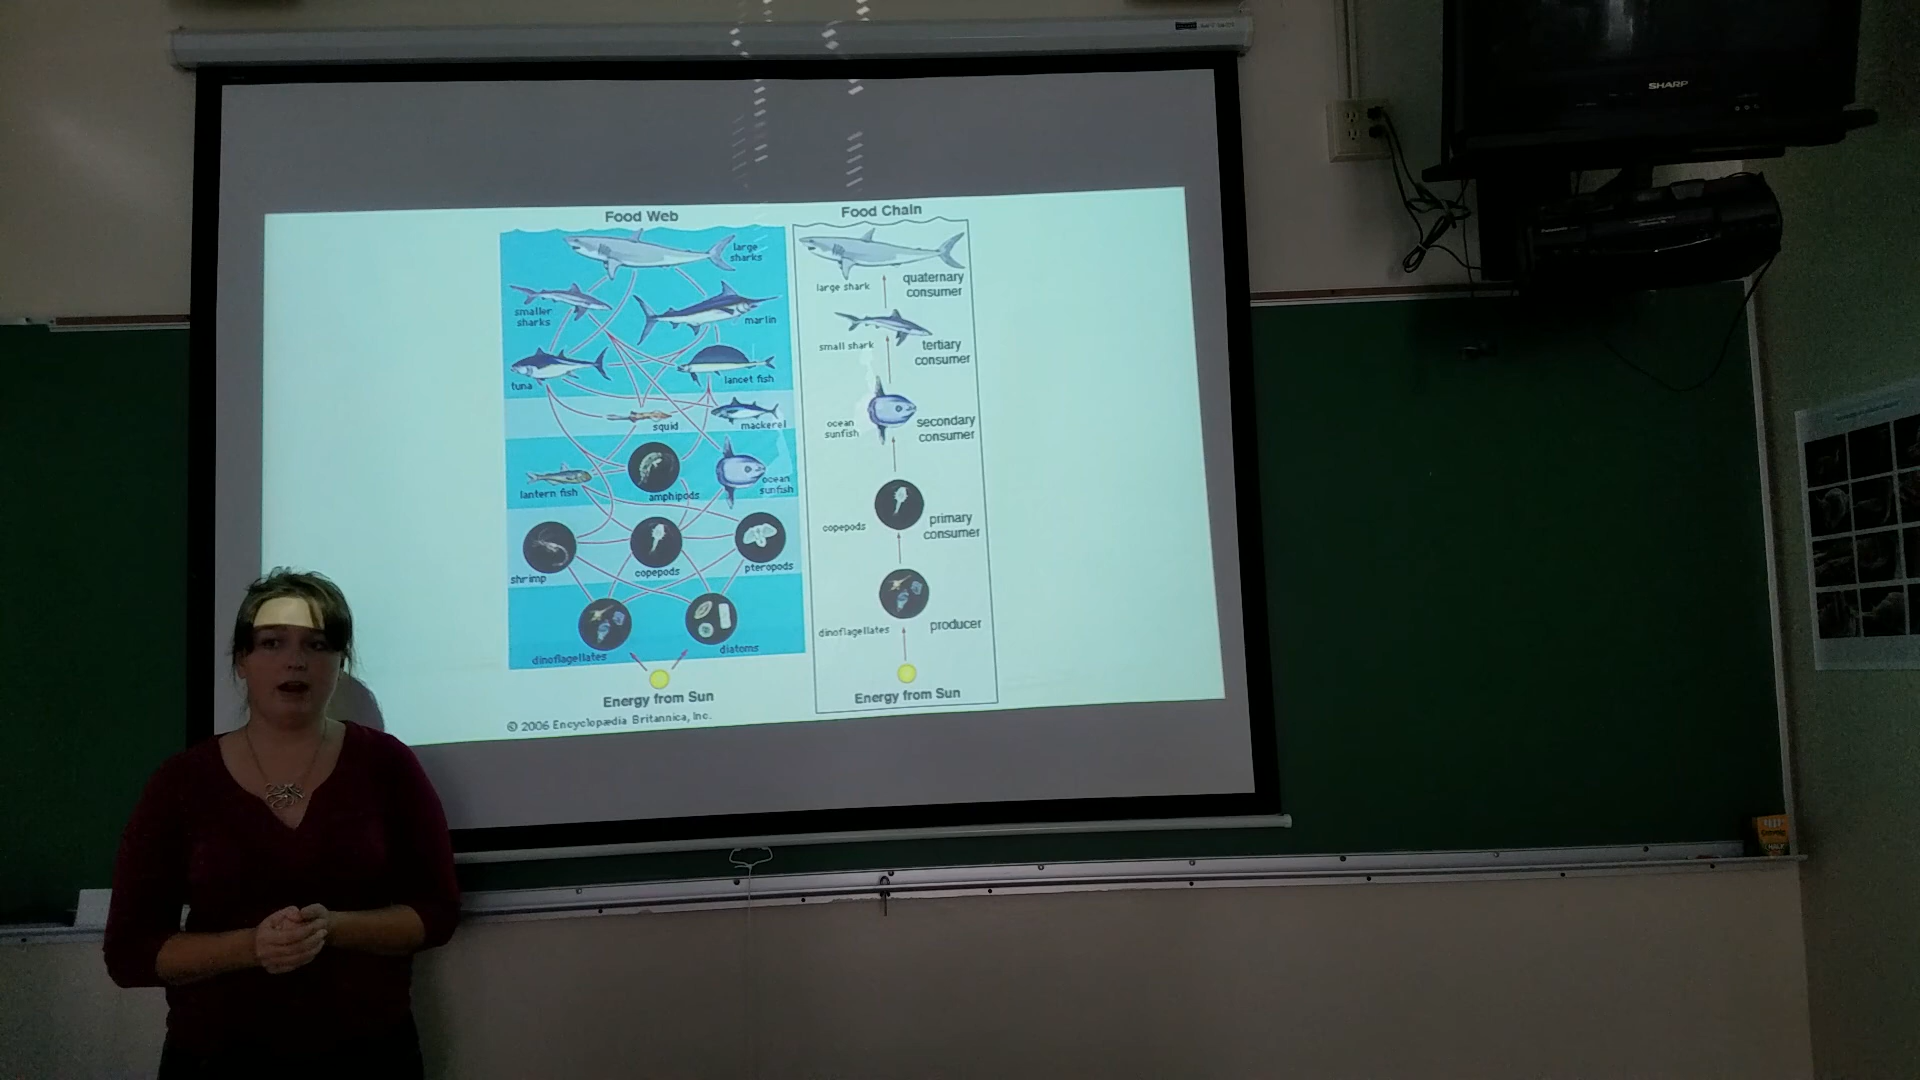 SHARP
Food Web
large
sharks
smaller
sharks
marlin
tuna
lancet fish
squid
mackerel
lantern fish
amphipods
ocean
sunfish
shrimp
copepods
pteropods
dinoflagellates
diatoms
Energy from Sun
© 2006 Encyclopædia Britannica, Inc.
Food Chain
large shark
quaternary
consumer
small shark
tertiary
consumer
ocean
sunfish
secondary
consumer
copepods
primary
consumer
dinoflagellates
producer
Energy from Sun
Panasonic